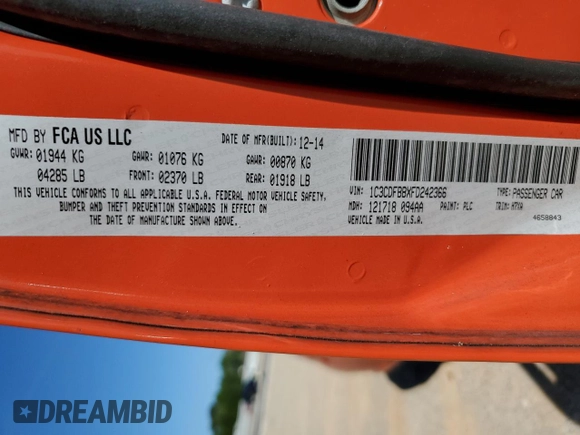 MFD BY FCA US LLC
DATE OF MFR(BUILT): 12-14
GVWR: 01944 KG GAWR: 01076 KG GAWR: 00870 KG
04285 LB FRONT: 02370 LB REAR: 01918 LB
THIS VEHICLE CONFORMS TO ALL APPLICABLE U.S.A. FEDERAL MOTOR VEHICLE SAFETY,
BUMPER AND THEFT PREVENTION STANDARDS IN EFFECT ON
THE DATE OF MANUFACTURE SHOWN ABOVE.
VIN: 1C3CDFBBXFD242366 TYPE: PASSENGER CAR
MDH: 121718 094AA PAINT: PLC TRIM: H7XA
VEHICLE MADE IN U.S.A. 4658843
DREAMBID